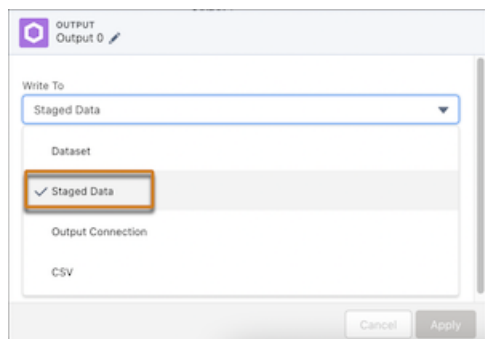 OUTPUT
Output 0
Write To
Staged Data
Dataset
Staged Data
Output Connection
CSV
Cancel
Apply